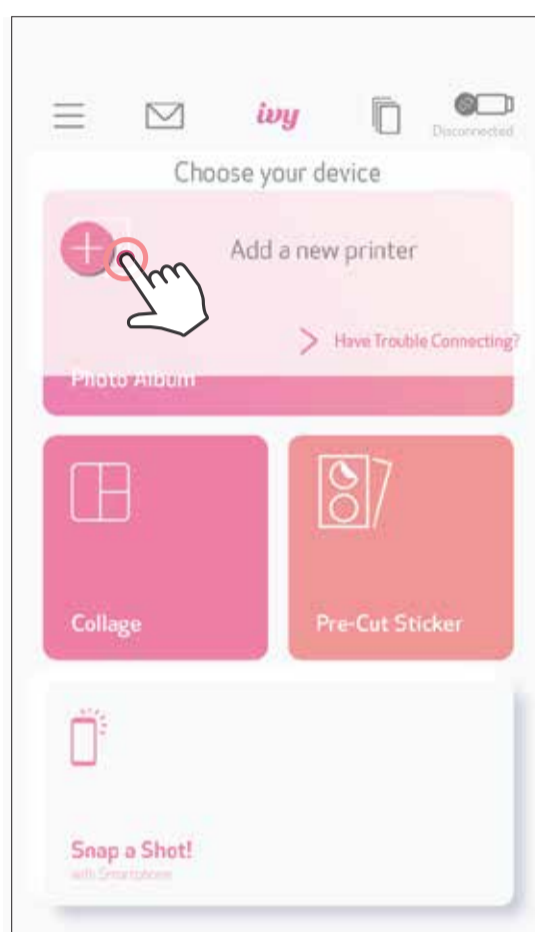 ivy
Disconnected
Choose your device
Add a new printer
Have Trouble Connecting?
Photo Album
Collage
Pre-Cut Sticker
Snap a Shot!
with Smartphone